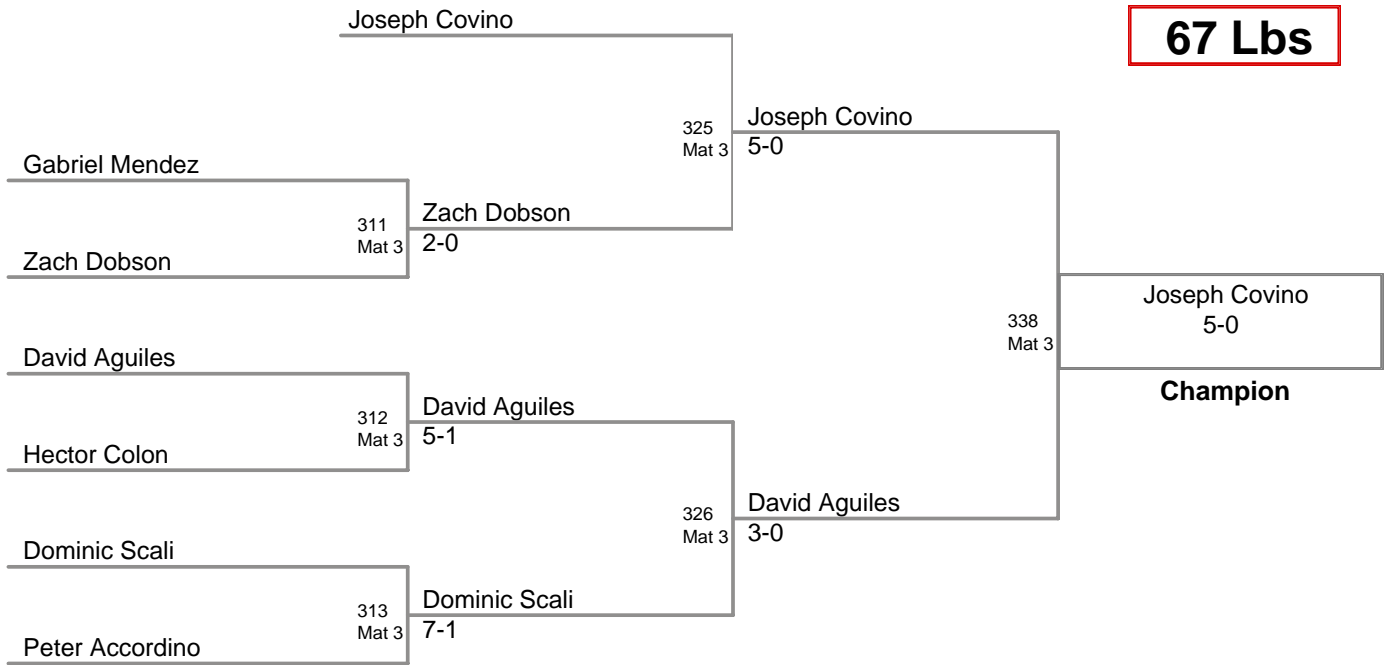 Joseph Covino
67 Lbs
325
Mat 3
Joseph Covino
5-0
Gabriel Mendez
311
Mat 3
Zach Dobson
2-0
Zach Dobson
338
Mat 3
Joseph Covino
5-0
Champion
David Aguiles
312
Mat 3
David Aguiles
5-1
Hector Colon
326
Mat 3
David Aguiles
3-0
Dominic Scali
313
Mat 3
Dominic Scali
7-1
Peter Accordino